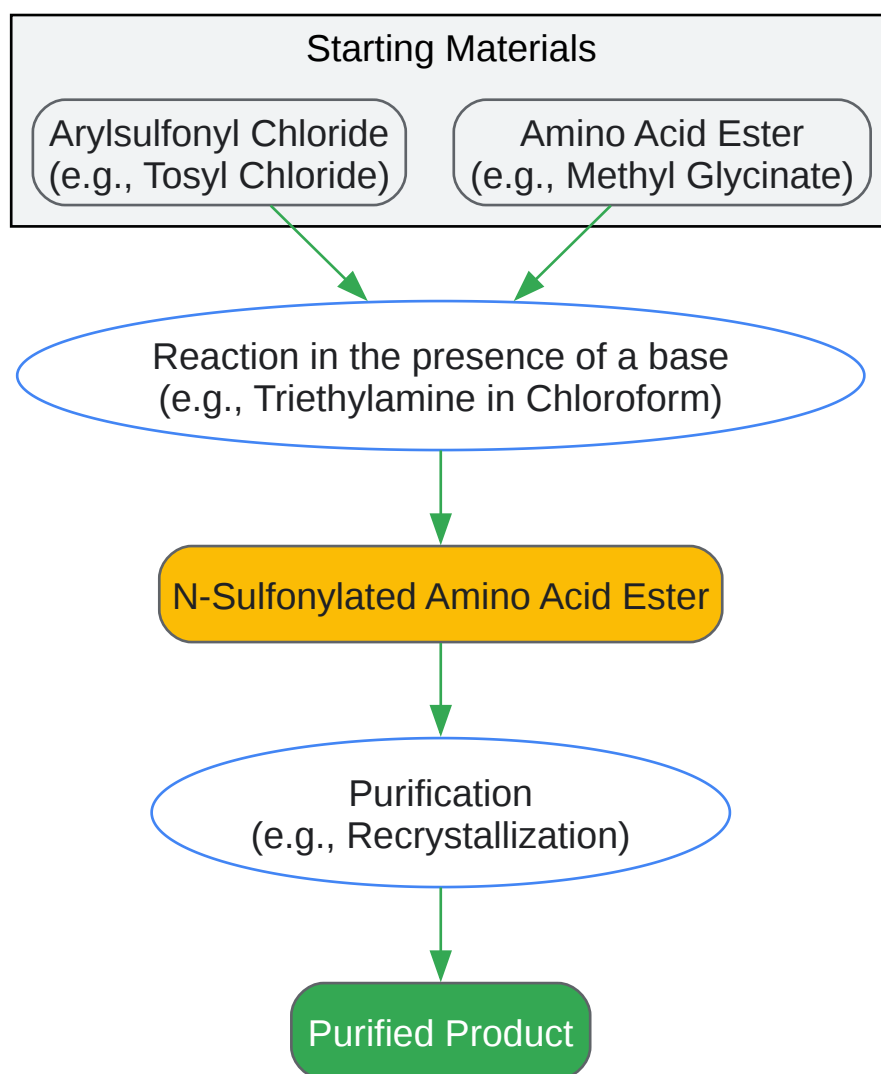 Starting Materials
Arylsulfonyl Chloride
(e.g., Tosyl Chloride)
Amino Acid Ester
(e.g., Methyl Glycinate)
Reaction in the presence of a base
(e.g., Triethylamine in Chloroform)
N-Sulfonylated Amino Acid Ester
Purification
(e.g., Recrystallization)
Purified Product